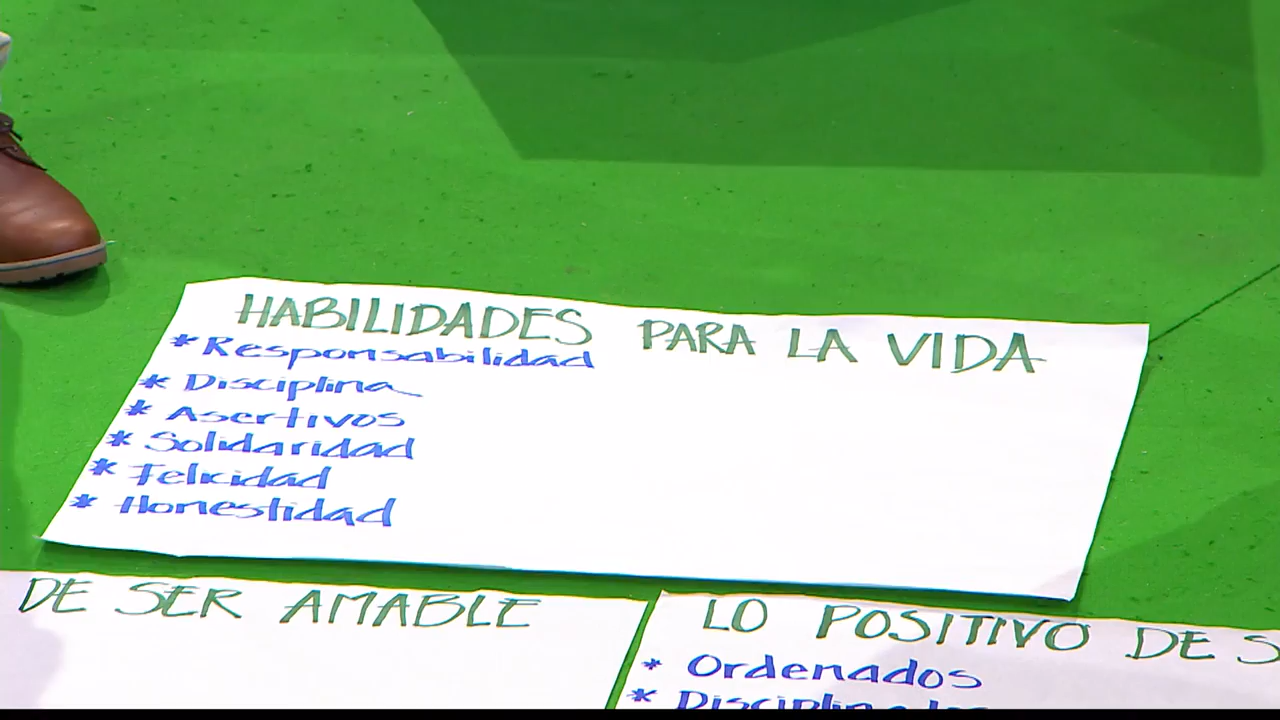 HABILIDADES PARA LA VIDA
* Responsabilidad
* Disciplina
* Asertivos
* Solidaridad
* Felicidad
* Honestidad
DE SER AMABLE
LO POSITIVO DE
* Ordenados